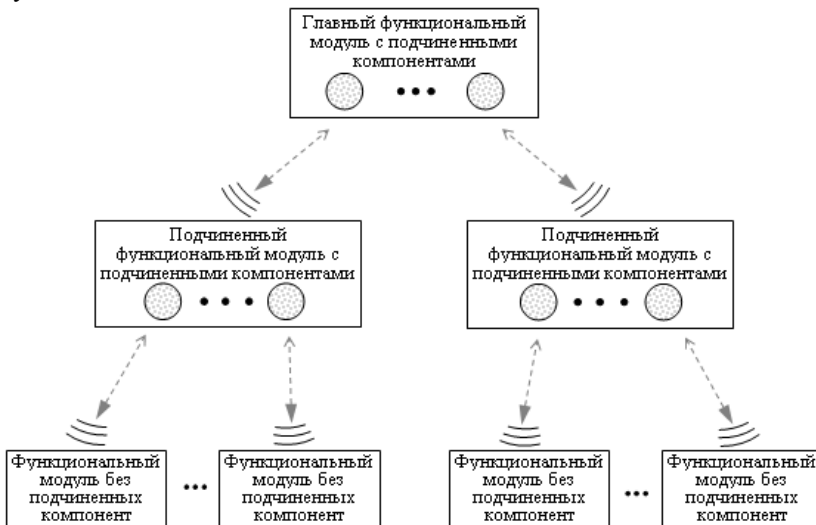 Главный функциональный
модуль с подчиненными
компонентами
Подчиненный
функциональный модуль с
подчиненными компонентами
Подчиненный
функциональный модуль с
подчиненными компонентами
Функциональный
модуль без
подчиненных
компонент
Функциональный
модуль без
подчиненных
компонент
Функциональный
модуль без
подчиненных
компонент
Функциональный
модуль без
подчиненных
компонент